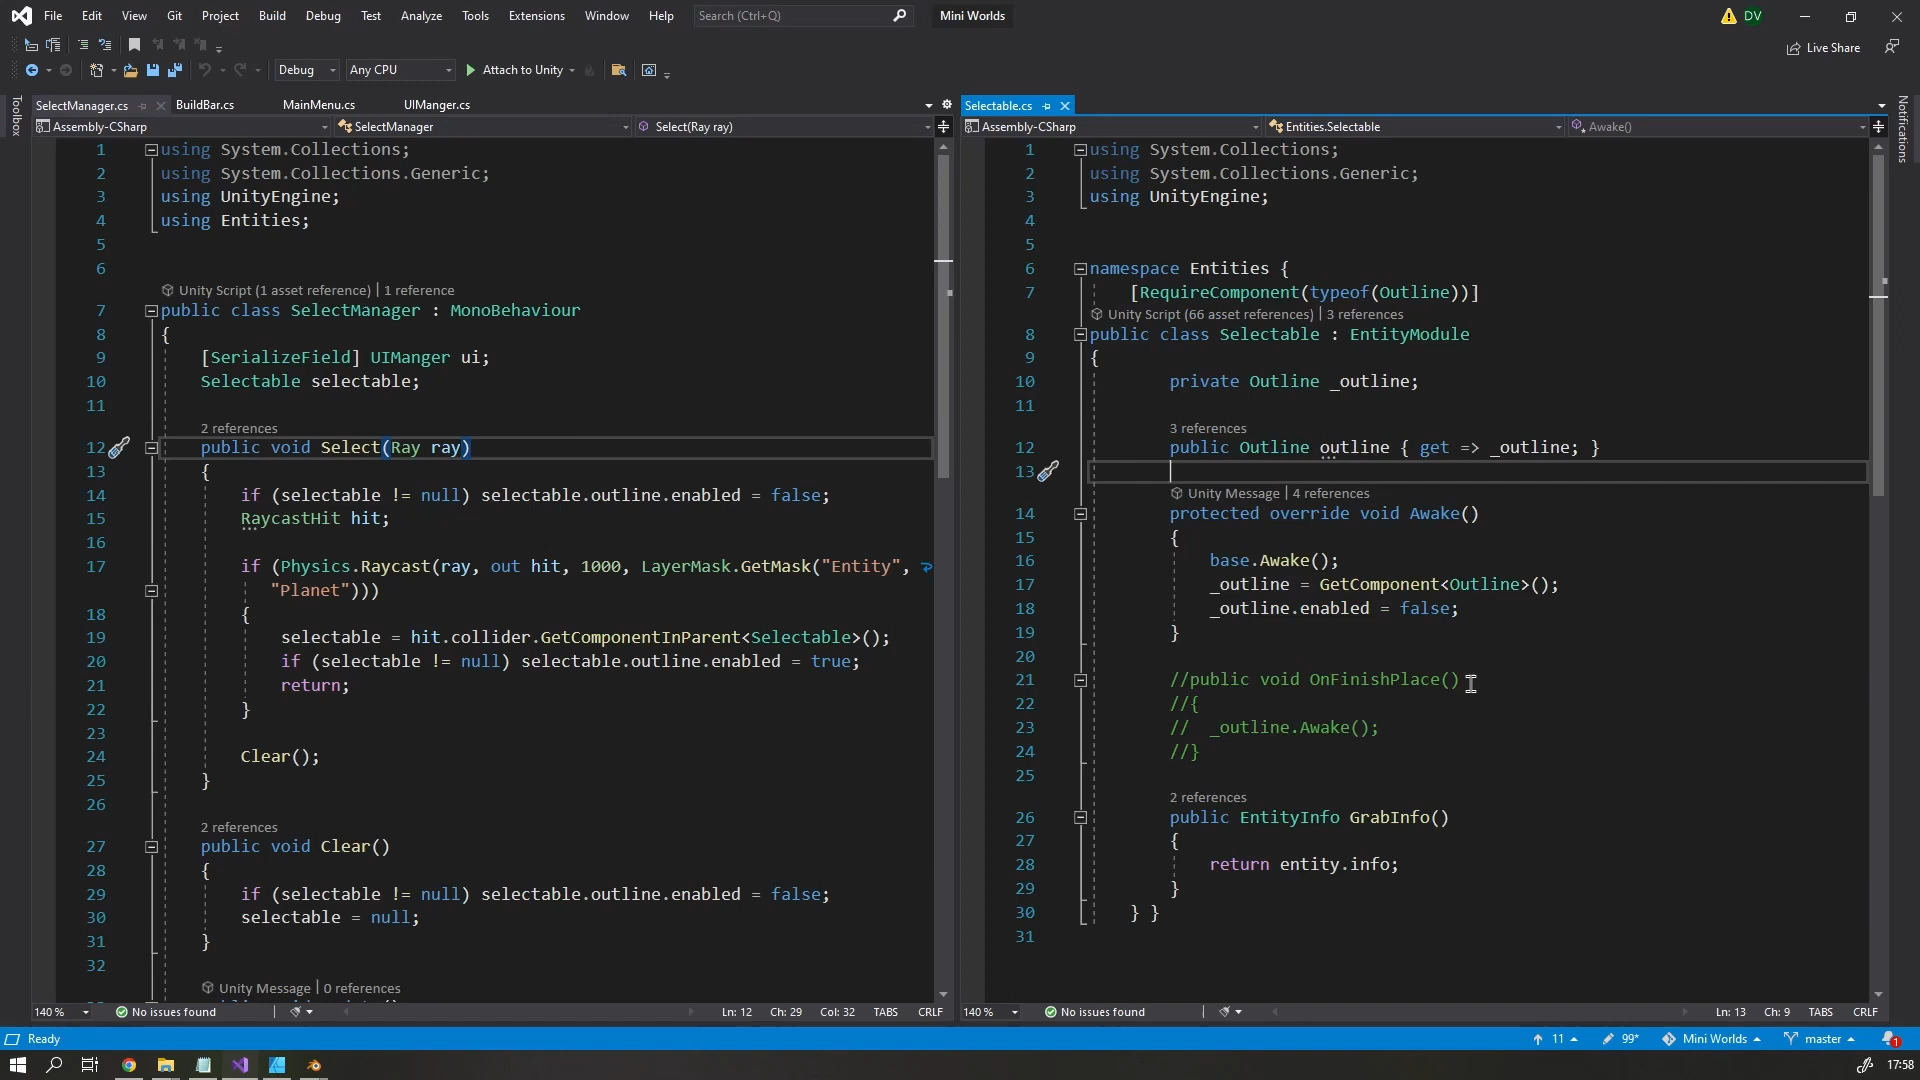 File Edit View Git Project Build Debug Test Analyze Tools Extensions Window Help Search (Ctrl+Q) Mini Worlds DV
Live Share
Debug Any CPU Attach to Unity
Toolbox
SelectManager.cs BuildBar.cs MainMenu.cs UIManger.cs
Assembly-CSharp SelectManager Select(Ray ray)
1 using System.Collections;
2 using System.Collections.Generic;
3 using UnityEngine;
4 using Entities;
5
6
Unity Script (1 asset reference) | 1 reference
7 public class SelectManager : MonoBehaviour
8 {
9 [SerializeField] UIManger ui;
10 Selectable selectable;
11
2 references
12 public void Select(Ray ray)
13 {
14 if (selectable != null) selectable.outline.enabled = false;
15 RaycastHit hit;
16
17 if (Physics.Raycast(ray, out hit, 1000, LayerMask.GetMask("Entity",
"Planet")))
18 {
19 selectable = hit.collider.GetComponentInParent<Selectable>();
20 if (selectable != null) selectable.outline.enabled = true;
21 return;
22 }
23
24 Clear();
25 }
26
2 references
27 public void Clear()
28 {
29 if (selectable != null) selectable.outline.enabled = false;
30 selectable = null;
31 }
32
Unity Message | 0 references
140 % No issues found Ln: 12 Ch: 29 Col: 32 TABS CRLF
Selectable.cs
Assembly-CSharp Entities.Selectable Awake()
1 using System.Collections;
2 using System.Collections.Generic;
3 using UnityEngine;
4
5
6 namespace Entities {
7 [RequireComponent(typeof(Outline))]
Unity Script (66 asset references) | 3 references
8 public class Selectable : EntityModule
9 {
10 private Outline _outline;
11
3 references
12 public Outline outline { get => _outline; }
13
Unity Message | 4 references
14 protected override void Awake()
15 {
16 base.Awake();
17 _outline = GetComponent<Outline>();
18 _outline.enabled = false;
19 }
20
21 //public void OnFinishPlace()
22 //{
23 // _outline.Awake();
24 //}
25
2 references
26 public EntityInfo GrabInfo()
27 {
28 return entity.info;
29 }
30 } }
31
140 % No issues found Ln: 13 Ch: 9 TABS CRLF
Notifications
Ready 11 99* Mini Worlds master 1
17:58